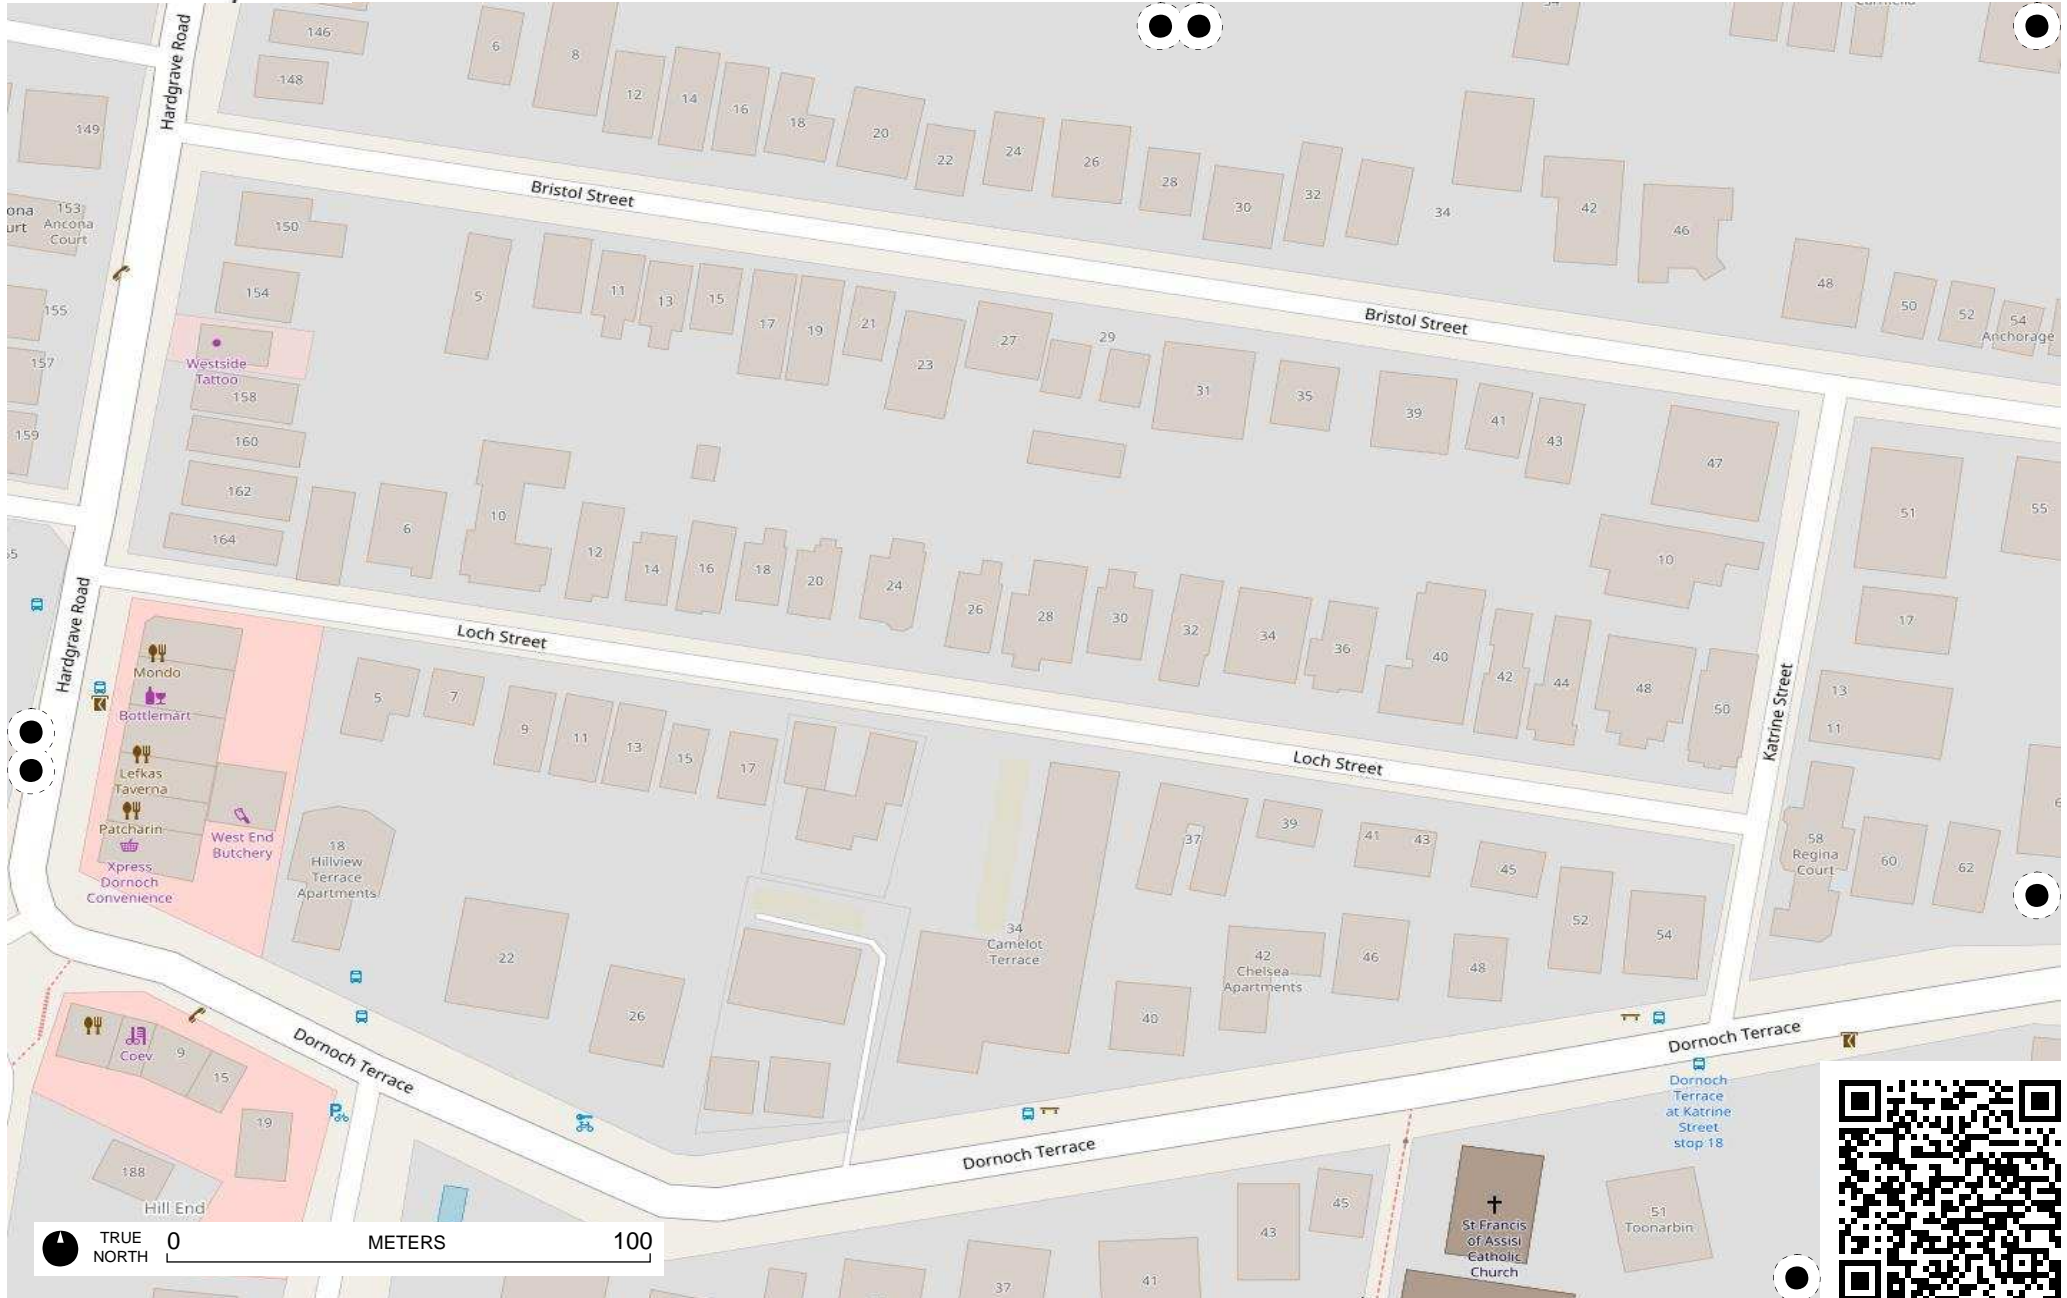 Hardgrave Road
146
148
6
8
12
14
16
18
20
22
24
26
28
30
32
34
42
46
48
50
52
54
Anchorage
149
153
Ancona
Court
155
157
159
Bristol Street
Bristol Street
150
154
Westside
Tattoo
158
160
162
164
5
11
13
15
17
19
21
23
27
29
31
35
39
41
43
47
51
55
6
10
12
14
16
18
20
24
26
28
30
32
34
36
40
42
44
48
50
10
17
13
11
Katrine Street
Hardgrave Road
Loch Street
Loch Street
Mondo
Bottlemart
Lefkas
Taverna
Patcharin
Xpress
Dornoch
Convenience
West End
Butchery
5
7
9
11
13
15
17
37
39
41
43
45
58
Regina
Court
60
62
18
Hillview
Terrace
Apartments
22
26
34
Camelot
Terrace
40
42
Chelsea
Apartments
46
48
52
54
Coev
9
15
19
188
Hill End
Dornoch Terrace
Dornoch Terrace
Dornoch Terrace
Dornoch
Terrace
at Katrine
Street
stop 18
37
41
43
45
St Francis
of Assisi
Catholic
Church
51
Toonarbin
TRUE
NORTH
0 METERS 100